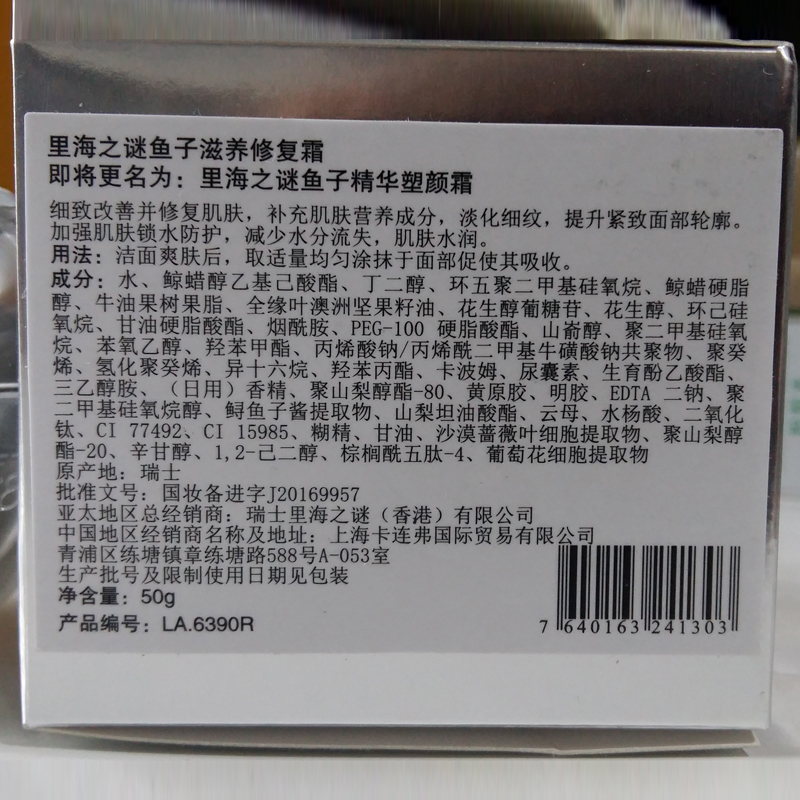 里海之谜鱼子滋养修复霜
即将更名为：里海之谜鱼子精华塑颜霜
细致改善并修复肌肤，补充肌肤营养成分，淡化细纹，提升紧致面部轮廓。
加强肌肤锁水防护，减少水分流失，肌肤水润。
用法：洁面爽肤后，取适量均匀涂抹于面部促使其吸收。
成分：水、鲸蜡醇乙基己酸酯、丁二醇、环五聚二甲基硅氧烷、鲸蜡硬脂
醇、牛油果树果脂、全缘叶澳洲坚果籽油、花生醇葡糖苷、花生醇、环己硅
氧烷、甘油硬脂酸酯、烟酰胺、PEG-100 硬脂酸酯、山嵛醇、聚二甲基硅氧
烷、苯氧乙醇、羟苯甲酯、丙烯酸钠/丙烯酰二甲基牛磺酸钠共聚物、聚癸
烯、氢化聚癸烯、异十六烷、羟苯丙酯、卡波姆、尿囊素、生育酚乙酸酯、
三乙醇胺、（日用）香精、聚山梨醇酯-80、黄原胶、明胶、EDTA 二钠、聚
二甲基硅氧烷醇、鲟鱼子酱提取物、山梨坦油酸酯、云母、水杨酸、二氧化
钛、CI 77492、CI 15985、糊精、甘油、沙漠蔷薇叶细胞提取物、聚山梨醇
酯-20、辛甘醇、1,2-己二醇、棕榈酰五肽-4、葡萄花细胞提取物
原产地：瑞士
批准文号：国妆备进字J20169957
亚太地区总经销商：瑞士里海之谜（香港）有限公司
中国地区经销商名称及地址：上海卡连弗国际贸易有限公司
青浦区练塘镇章练塘路588号A-053室
生产批号及限制使用日期见包装
净含量：50g
产品编号：LA.6390R
7 640163 241303